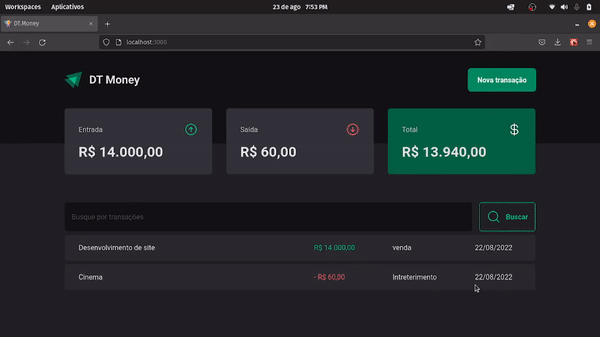 Workspaces Aplicativos 23 de ago 7:53 PM
DT.Money
localhost:3000
DT Money Nova transação
Entrada Saída Total
R$ 14.000,00 R$ 60,00 R$ 13.940,00
Busque por transações Buscar
Desenvolvimento de site R$ 14.000,00 venda 22/08/2022
Cinema - R$ 60,00 Intreterimento 22/08/2022